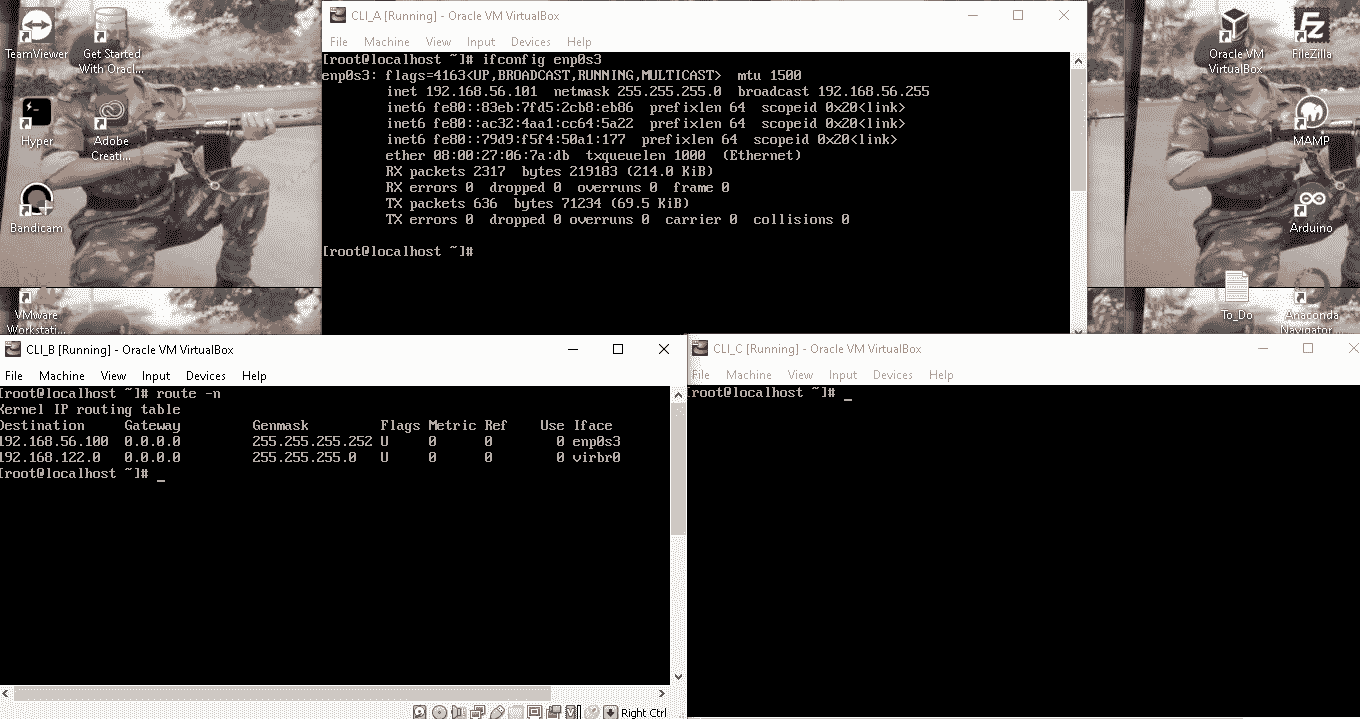 TeamViewer
Get Started
With Oracl...
Hyper
Adobe
Creati...
Bandicam
VMware
Workstati...
CLI_A [Running] - Oracle VM VirtualBox
File Machine View Input Devices Help
[root@localhost ~]# ifconfig enp0s3
enp0s3: flags=4163<UP,BROADCAST,RUNNING,MULTICAST> mtu 1500
inet 192.168.56.101 netmask 255.255.255.0 broadcast 192.168.56.255
inet6 fe80::83eb:7fd5:2cb8:eb86 prefixlen 64 scopeid 0x20<link>
inet6 fe80::ac32:4aa1:cc64:5a22 prefixlen 64 scopeid 0x20<link>
inet6 fe80::79d9:f5f4:50a1:177 prefixlen 64 scopeid 0x20<link>
ether 08:00:27:06:7a:db txqueuelen 1000 (Ethernet)
RX packets 2317 bytes 219183 (214.0 KiB)
RX errors 0 dropped 0 overruns 0 frame 0
TX packets 636 bytes 71234 (69.5 KiB)
TX errors 0 dropped 0 overruns 0 carrier 0 collisions 0
[root@localhost ~]#
Oracle VM
VirtualBox
FileZilla
MAMP
Arduino
To_Do
Anaconda
Navigator ...
CLI_B [Running] - Oracle VM VirtualBox
File Machine View Input Devices Help
[root@localhost ~]# route -n
Kernel IP routing table
Destination Gateway Genmask Flags Metric Ref Use Iface
192.168.56.100 0.0.0.0 255.255.255.252 U 0 0 0 enp0s3
192.168.122.0 0.0.0.0 255.255.255.0 U 0 0 0 virbr0
[root@localhost ~]# _
Right Ctrl
CLI_C [Running] - Oracle VM VirtualBox
File Machine View Input Devices Help
[root@localhost ~]# _